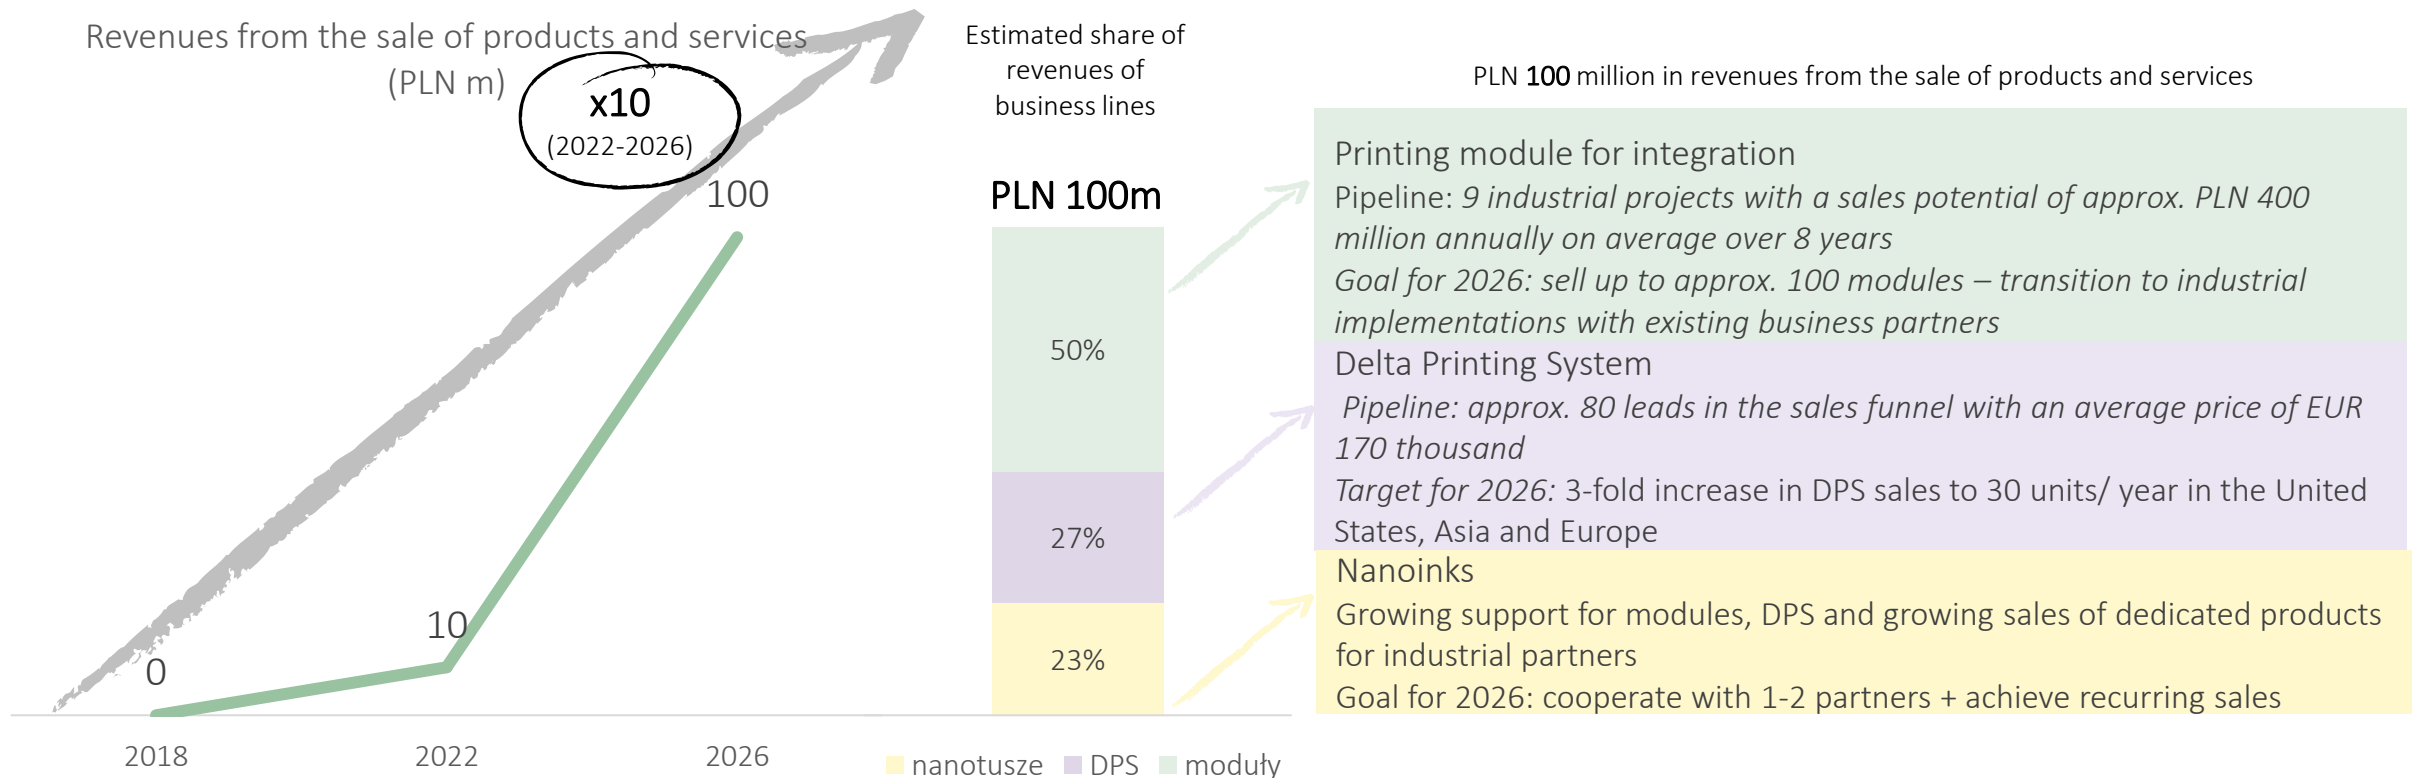 Revenues from the sale of products and services
(PLN m)
x10
(2022-2026)
100
10
0
2018
2022
2026
Estimated share of
revenues of
business lines
PLN 100m
50%
27%
23%
nanotusze
DPS
moduły
PLN 100 million in revenues from the sale of products and services
Printing module for integration
Pipeline: 9 industrial projects with a sales potential of approx. PLN 400
million annually on average over 8 years
Goal for 2026: sell up to approx. 100 modules – transition to industrial
implementations with existing business partners
Delta Printing System
Pipeline: approx. 80 leads in the sales funnel with an average price of EUR
170 thousand
Target for 2026: 3-fold increase in DPS sales to 30 units/ year in the United
States, Asia and Europe
Nanoinks
Growing support for modules, DPS and growing sales of dedicated products
for industrial partners
Goal for 2026: cooperate with 1-2 partners + achieve recurring sales